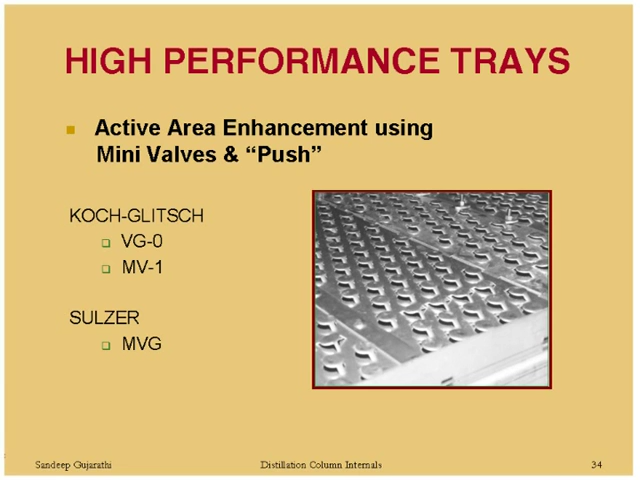 HIGH PERFORMANCE TRAYS
Active Area Enhancement using
Mini Valves & “Push”
KOCH-GLITSCH
VG-0
MV-1
SULZER
MVG
Sandeep Gujarathi
Distillation Column Internals
34